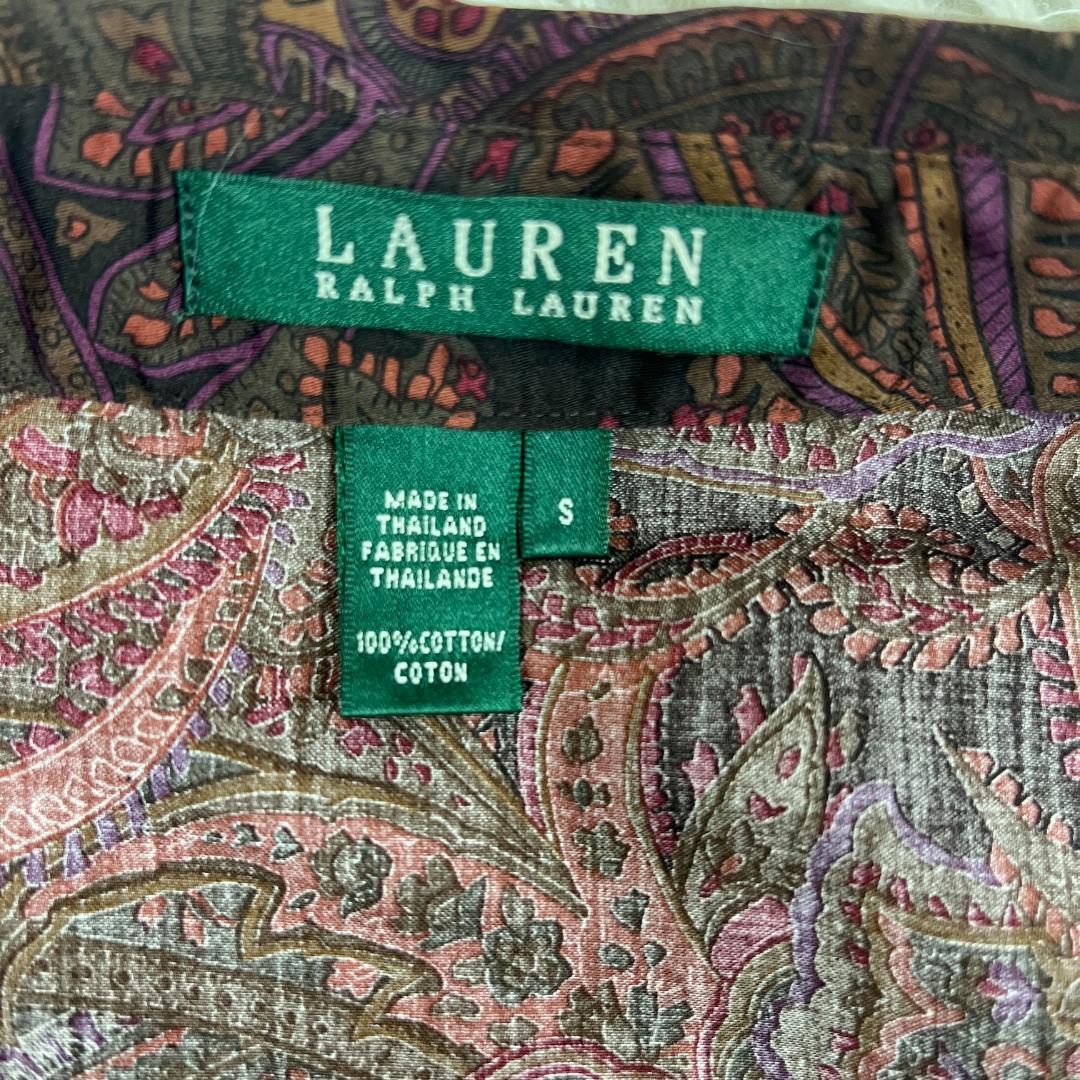 LAUREN
RALPH LAUREN
MADE IN
THAILAND
FABRIQUE EN
THAILANDE
100%COTTON/
COTON
S